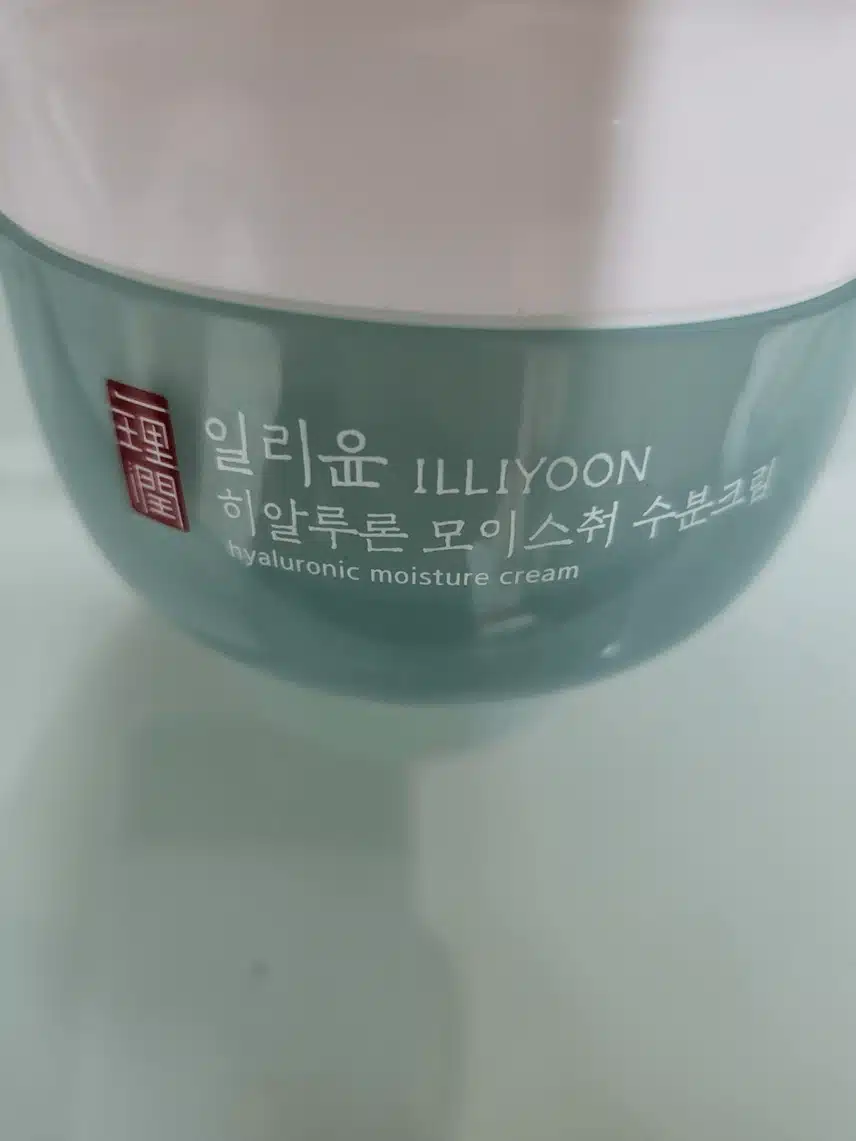 一理潤
일리윤 ILLIYOON
히알루론 모이스춰 수분크림
hyaluronic moisture cream